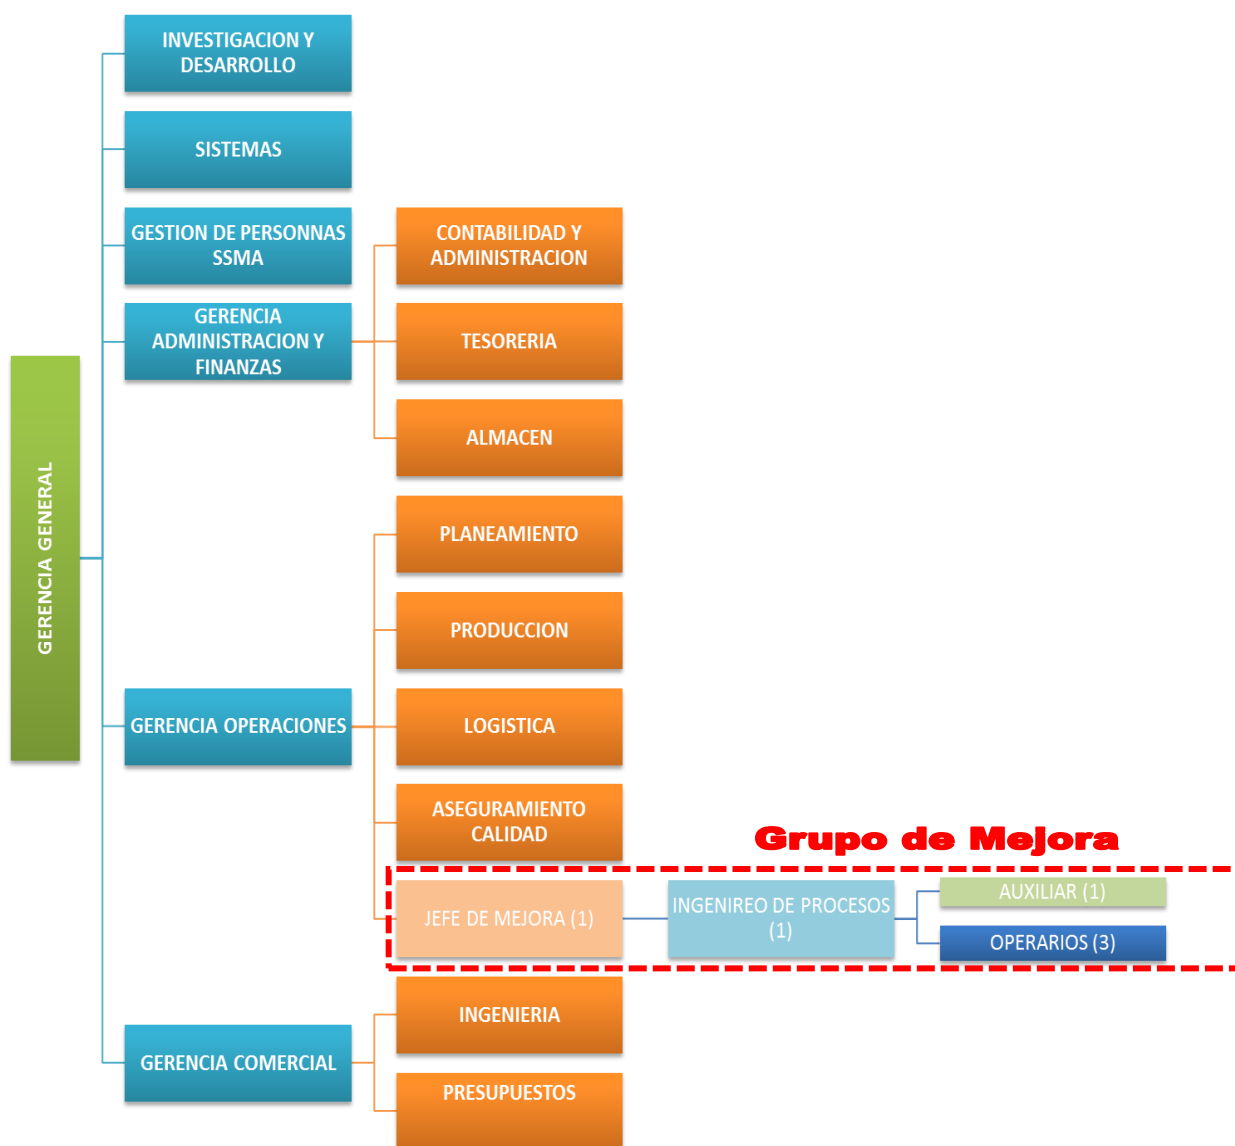 GERENCIA GENERAL
INVESTIGACION Y
DESARROLLO
SISTEMAS
GESTION DE PERSONNAS
SSMA
GERENCIA
ADMINISTRACION Y
FINANZAS
CONTABILIDAD Y
ADMINISTRACION
TESORERIA
ALMACEN
GERENCIA OPERACIONES
PLANEAMIENTO
PRODUCCION
LOGISTICA
ASEGURAMIENTO
CALIDAD
Grupo de Mejora
JEFE DE MEJORA (1)
INGENIREO DE PROCESOS
(1)
AUXILIAR (1)
OPERARIOS (3)
GERENCIA COMERCIAL
INGENIERIA
PRESUPUESTOS